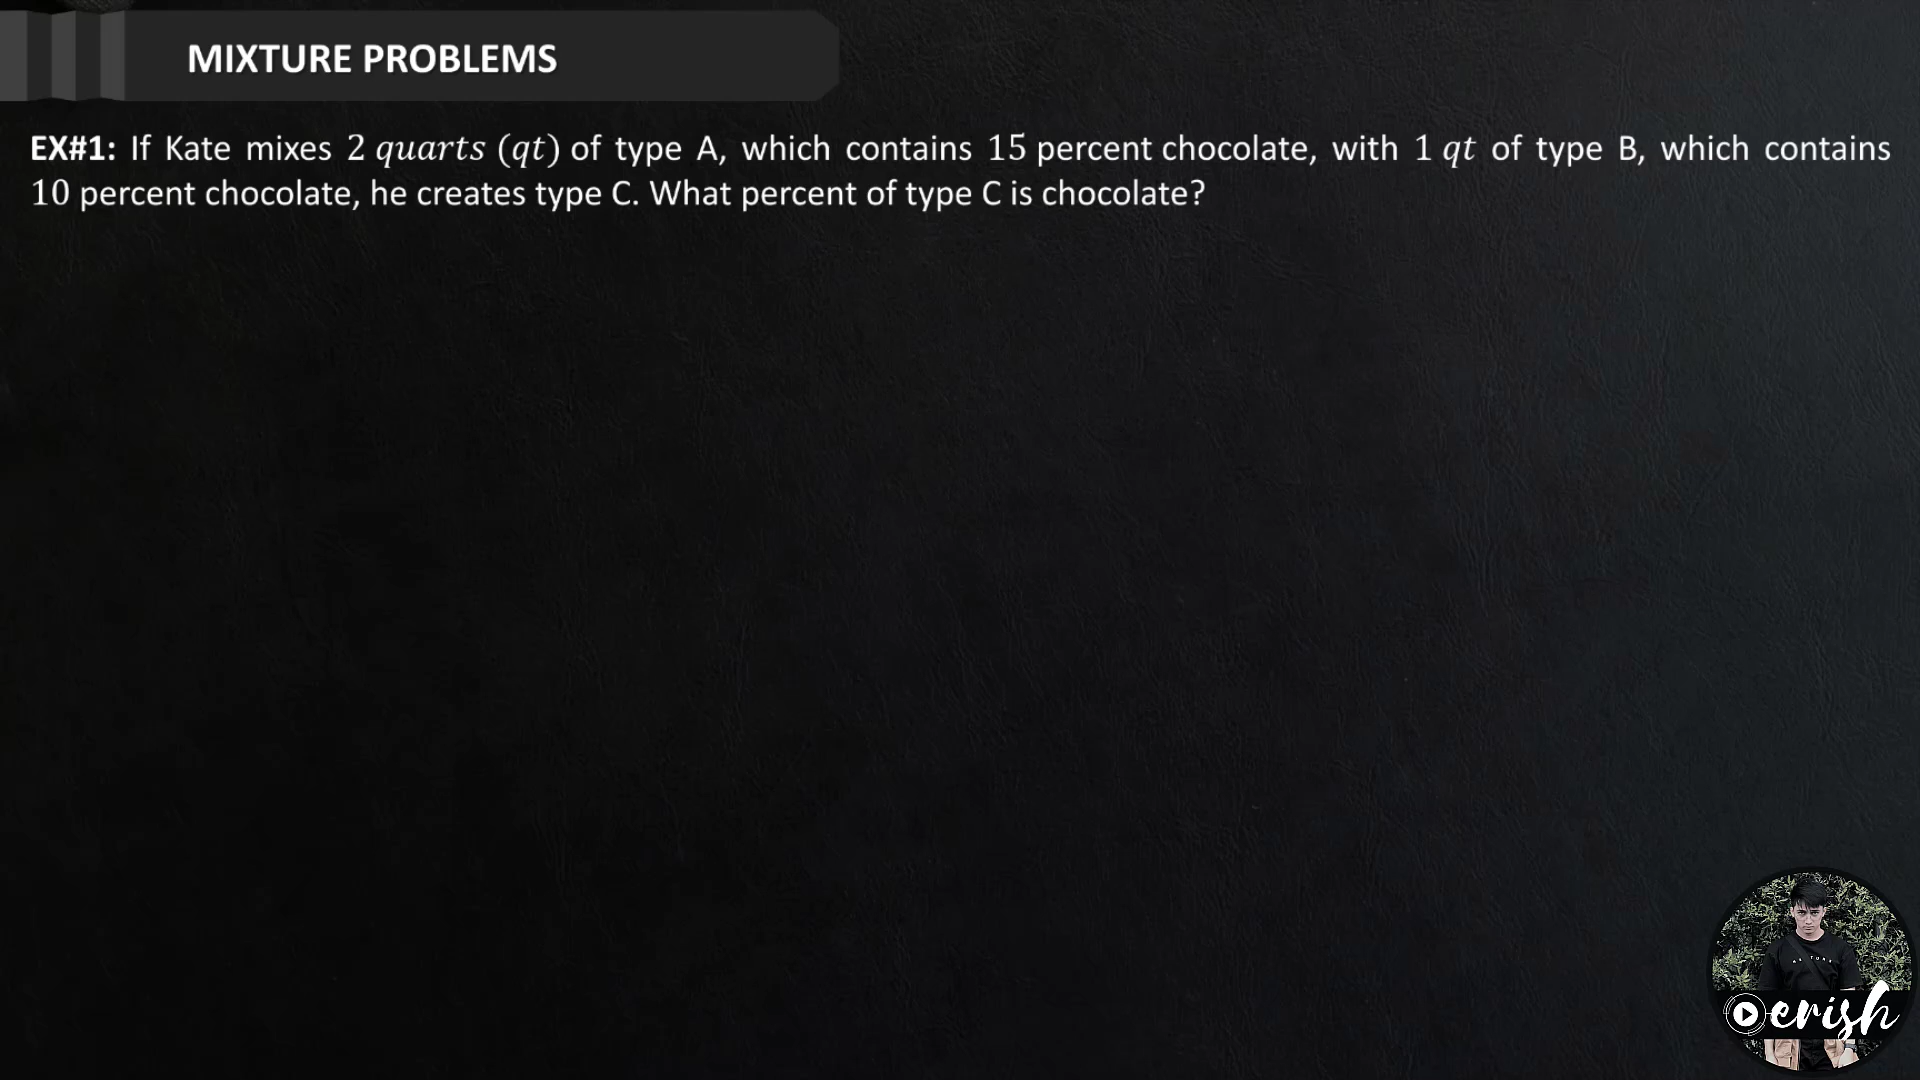 MIXTURE PROBLEMS
EX#1: If Kate mixes 2 quarts (qt) of type A, which contains 15 percent chocolate, with 1 qt of type B, which contains
10 percent chocolate, he creates type C. What percent of type C is chocolate?
erish